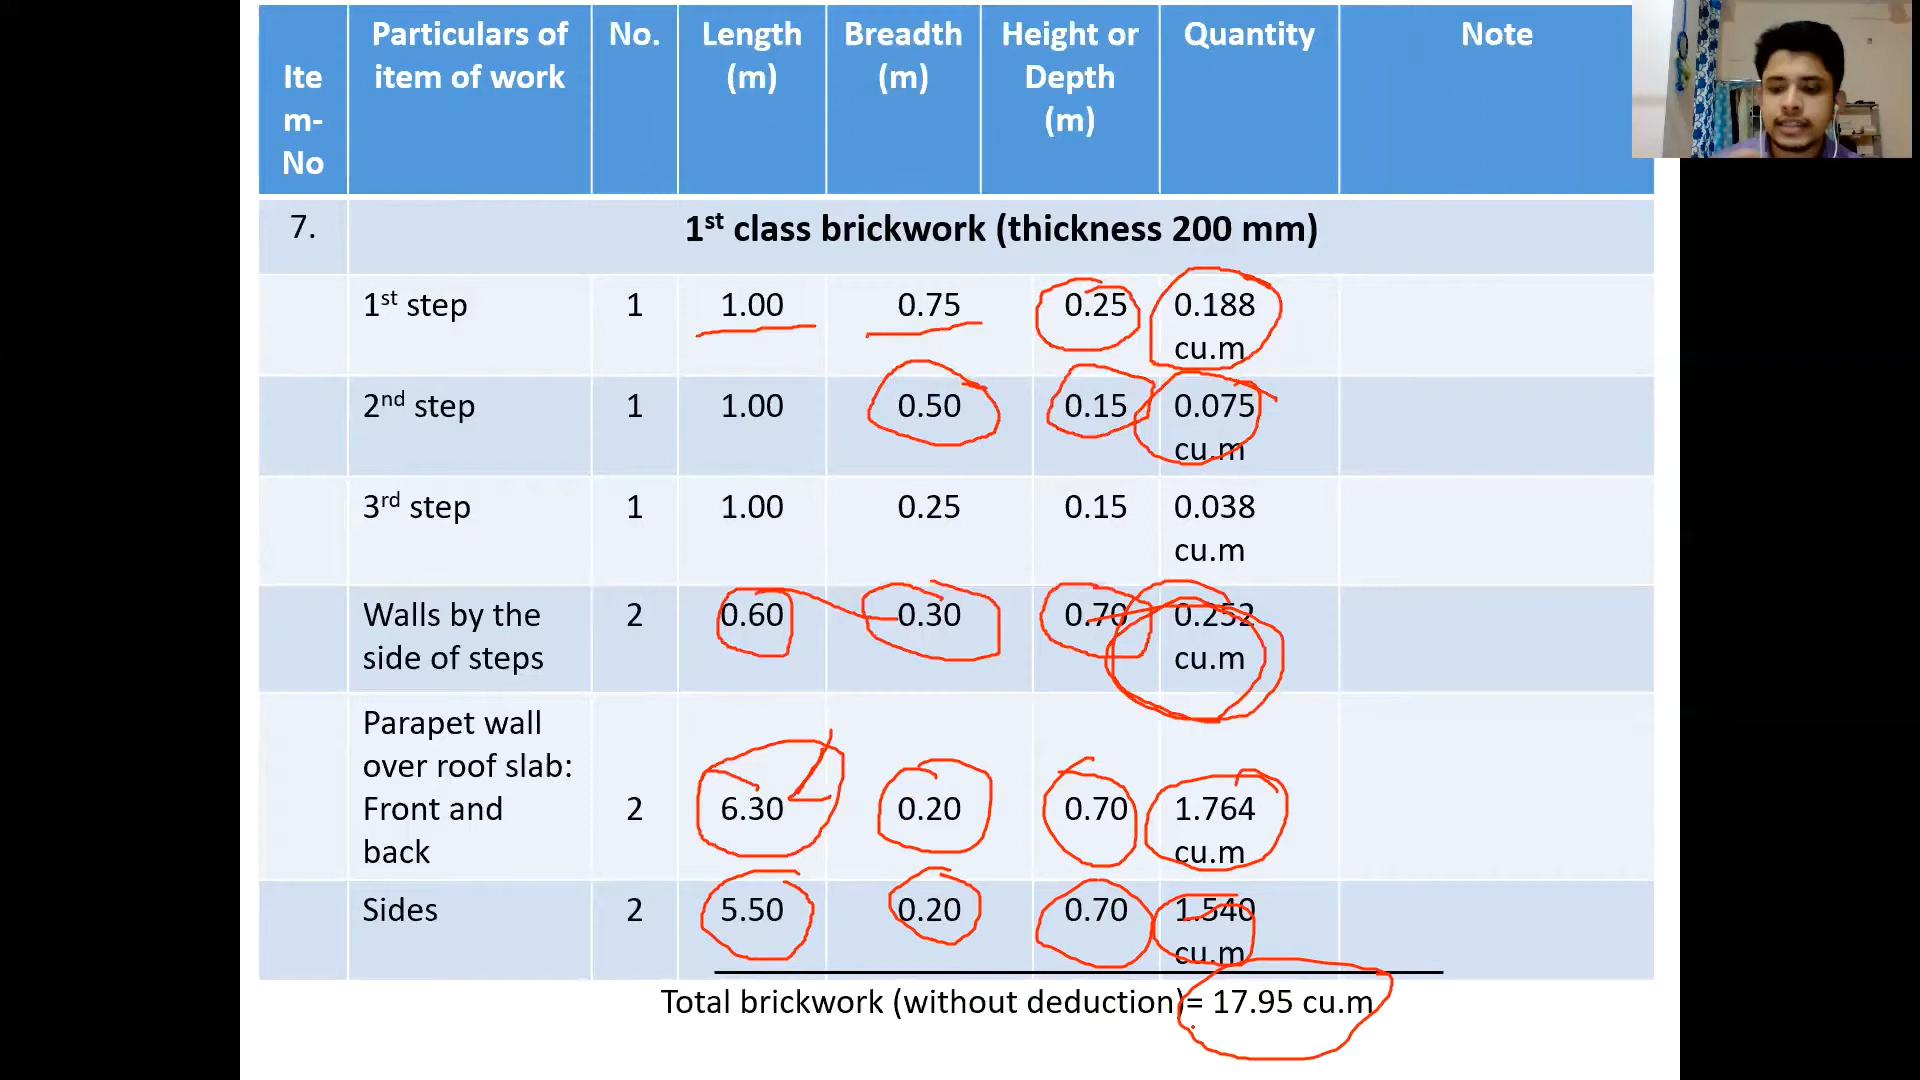 Ite
m-
No
Particulars of
item of work
No.
Length
(m)
Breadth
(m)
Height or
Depth
(m)
Quantity
Note
7.
1st class brickwork (thickness 200 mm)
1st step
1
1.00
0.75
0.25
0.188
cu.m
2nd step
1
1.00
0.50
0.15
0.075
cu.m
3rd step
1
1.00
0.25
0.15
0.038
cu.m
Walls by the
side of steps
2
0.60
0.30
0.70
0.252
cu.m
Parapet wall
over roof slab:
Front and
back
2
6.30
0.20
0.70
1.764
cu.m
Sides
2
5.50
0.20
0.70
1.540
cu.m
Total brickwork (without deduction)= 17.95 cu.m